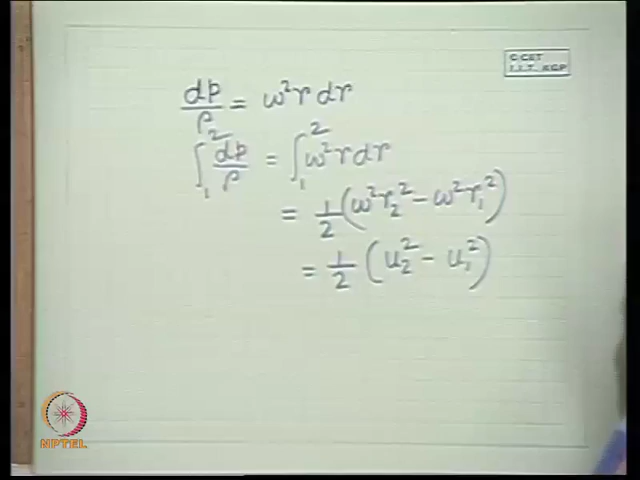 C CET
I.I.T. KGP
dp/ρ = ω²r dr
∫₁² dp/ρ = ∫₁² ω²r dr
= 1/2 (ω²r₂² − ω²r₁²)
= 1/2 (U₂² − U₁²)
NPTEL